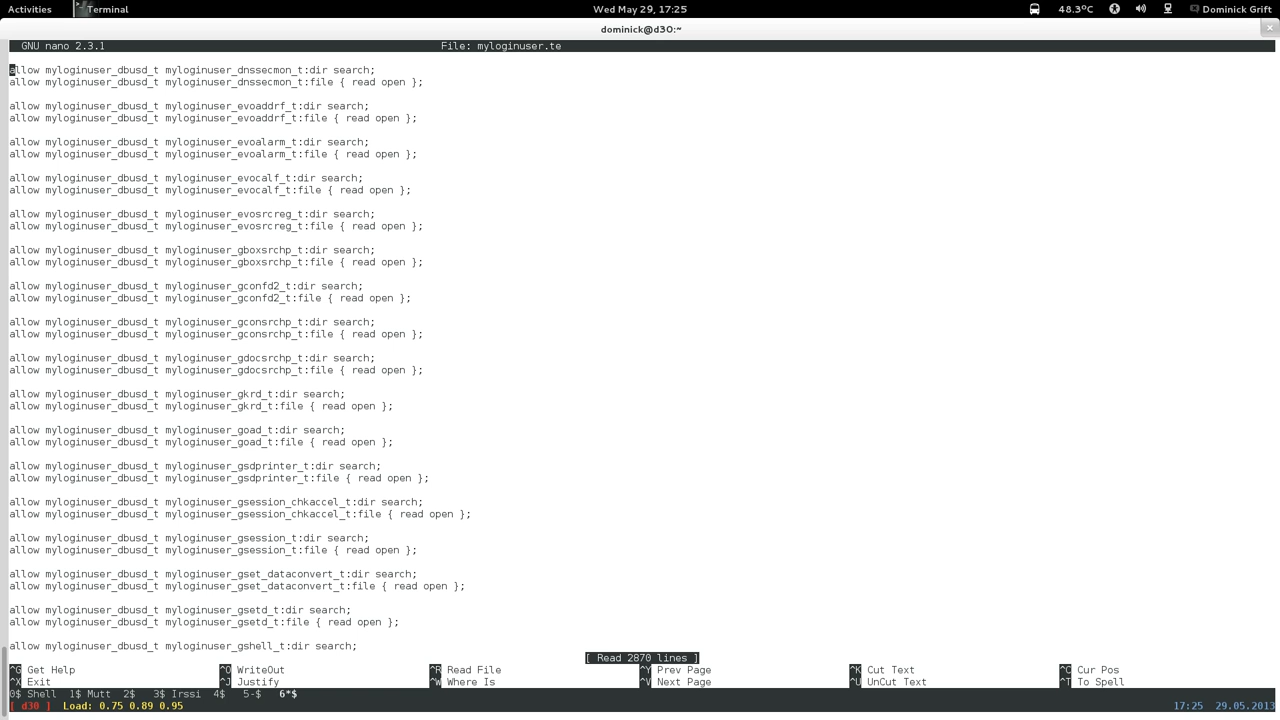 Activities Terminal Wed May 29, 17:25 48.3ºC Dominick Grift
dominick@d30:~
GNU nano 2.3.1 File: myloginuser.te
allow myloginuser_dbusd_t myloginuser_dnssecmon_t:dir search;
allow myloginuser_dbusd_t myloginuser_dnssecmon_t:file { read open };
allow myloginuser_dbusd_t myloginuser_evoaddrf_t:dir search;
allow myloginuser_dbusd_t myloginuser_evoaddrf_t:file { read open };
allow myloginuser_dbusd_t myloginuser_evoalarm_t:dir search;
allow myloginuser_dbusd_t myloginuser_evoalarm_t:file { read open };
allow myloginuser_dbusd_t myloginuser_evocalf_t:dir search;
allow myloginuser_dbusd_t myloginuser_evocalf_t:file { read open };
allow myloginuser_dbusd_t myloginuser_evosrcreg_t:dir search;
allow myloginuser_dbusd_t myloginuser_evosrcreg_t:file { read open };
allow myloginuser_dbusd_t myloginuser_gboxsrchp_t:dir search;
allow myloginuser_dbusd_t myloginuser_gboxsrchp_t:file { read open };
allow myloginuser_dbusd_t myloginuser_gconfd2_t:dir search;
allow myloginuser_dbusd_t myloginuser_gconfd2_t:file { read open };
allow myloginuser_dbusd_t myloginuser_gconsrchp_t:dir search;
allow myloginuser_dbusd_t myloginuser_gconsrchp_t:file { read open };
allow myloginuser_dbusd_t myloginuser_gdocsrchp_t:dir search;
allow myloginuser_dbusd_t myloginuser_gdocsrchp_t:file { read open };
allow myloginuser_dbusd_t myloginuser_gkrd_t:dir search;
allow myloginuser_dbusd_t myloginuser_gkrd_t:file { read open };
allow myloginuser_dbusd_t myloginuser_goad_t:dir search;
allow myloginuser_dbusd_t myloginuser_goad_t:file { read open };
allow myloginuser_dbusd_t myloginuser_gsdprinter_t:dir search;
allow myloginuser_dbusd_t myloginuser_gsdprinter_t:file { read open };
allow myloginuser_dbusd_t myloginuser_gsession_chkaccel_t:dir search;
allow myloginuser_dbusd_t myloginuser_gsession_chkaccel_t:file { read open };
allow myloginuser_dbusd_t myloginuser_gsession_t:dir search;
allow myloginuser_dbusd_t myloginuser_gsession_t:file { read open };
allow myloginuser_dbusd_t myloginuser_gset_dataconvert_t:dir search;
allow myloginuser_dbusd_t myloginuser_gset_dataconvert_t:file { read open };
allow myloginuser_dbusd_t myloginuser_gsetd_t:dir search;
allow myloginuser_dbusd_t myloginuser_gsetd_t:file { read open };
allow myloginuser_dbusd_t myloginuser_gshell_t:dir search;
[ Read 2870 lines ]
^G Get Help ^O WriteOut ^R Read File ^Y Prev Page ^K Cut Text ^C Cur Pos
^X Exit ^J Justify ^W Where Is ^V Next Page ^U UnCut Text ^T To Spell
0$ Shell 1$ Mutt 2$ 3$ Irssi 4$ 5-$ 6*$
[ d30 ] Load: 0.75 0.89 0.95 17:25 29.05.2013